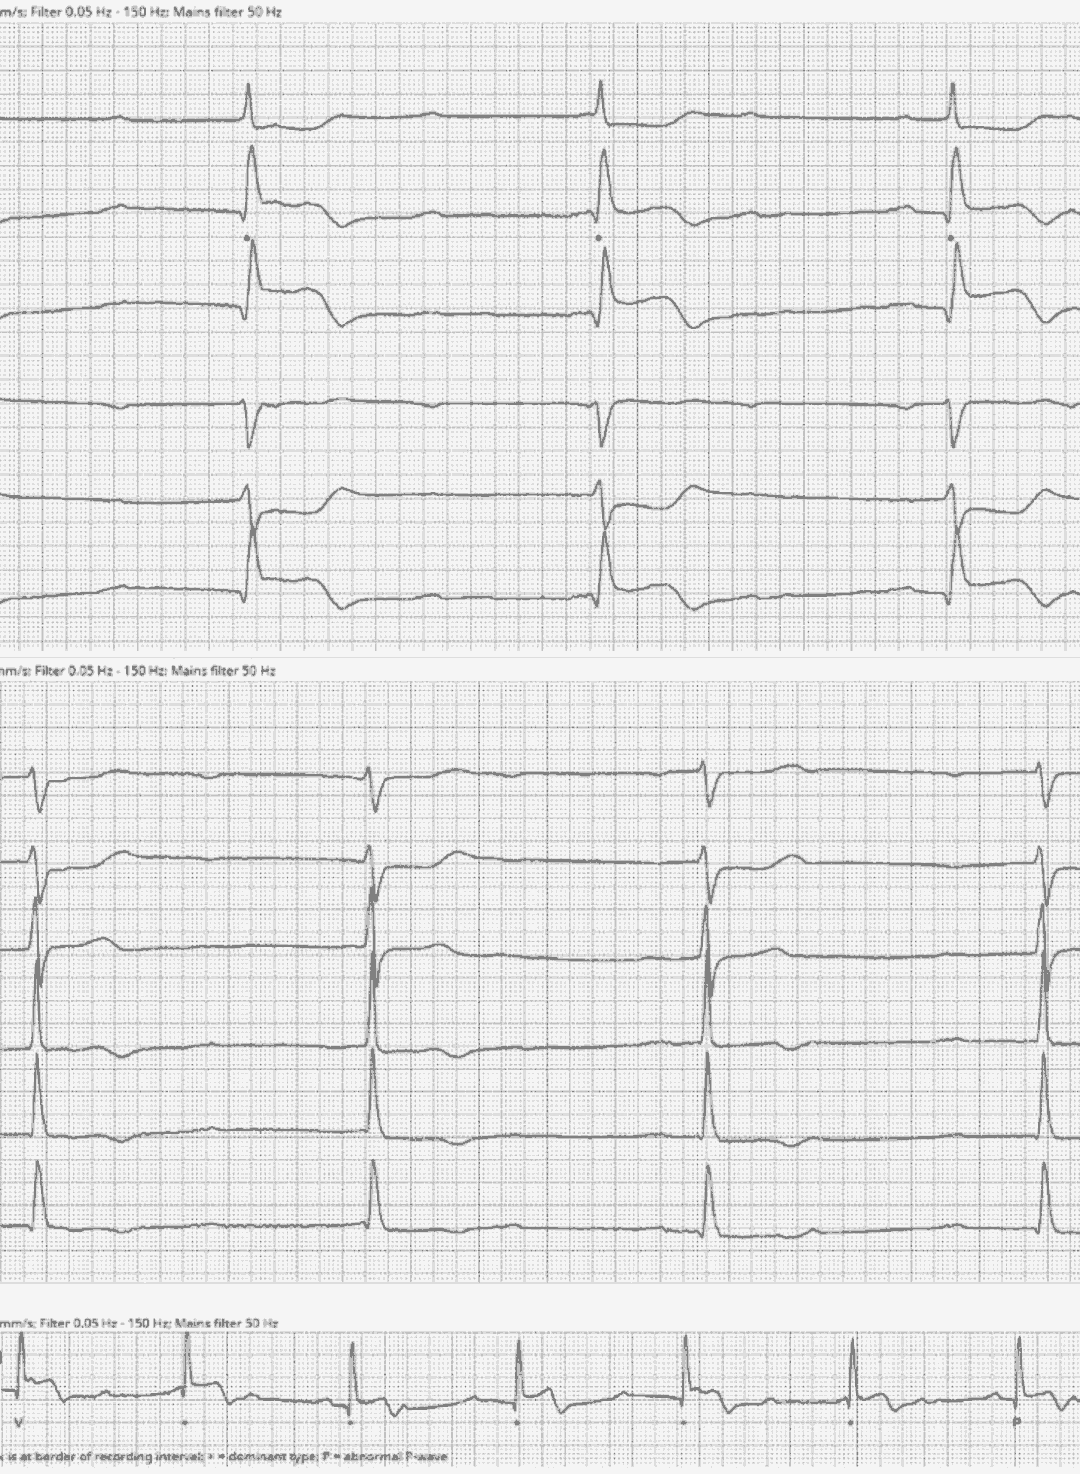 mm/s; Filter 0.05 Hz - 150 Hz; Mains filter 50 Hz
mm/s; Filter 0.05 Hz - 150 Hz; Mains filter 50 Hz
mm/s; Filter 0.05 Hz - 150 Hz; Mains filter 50 Hz
V
P
x is at border of recording interval; + = dominant type; P = abnormal P-wave